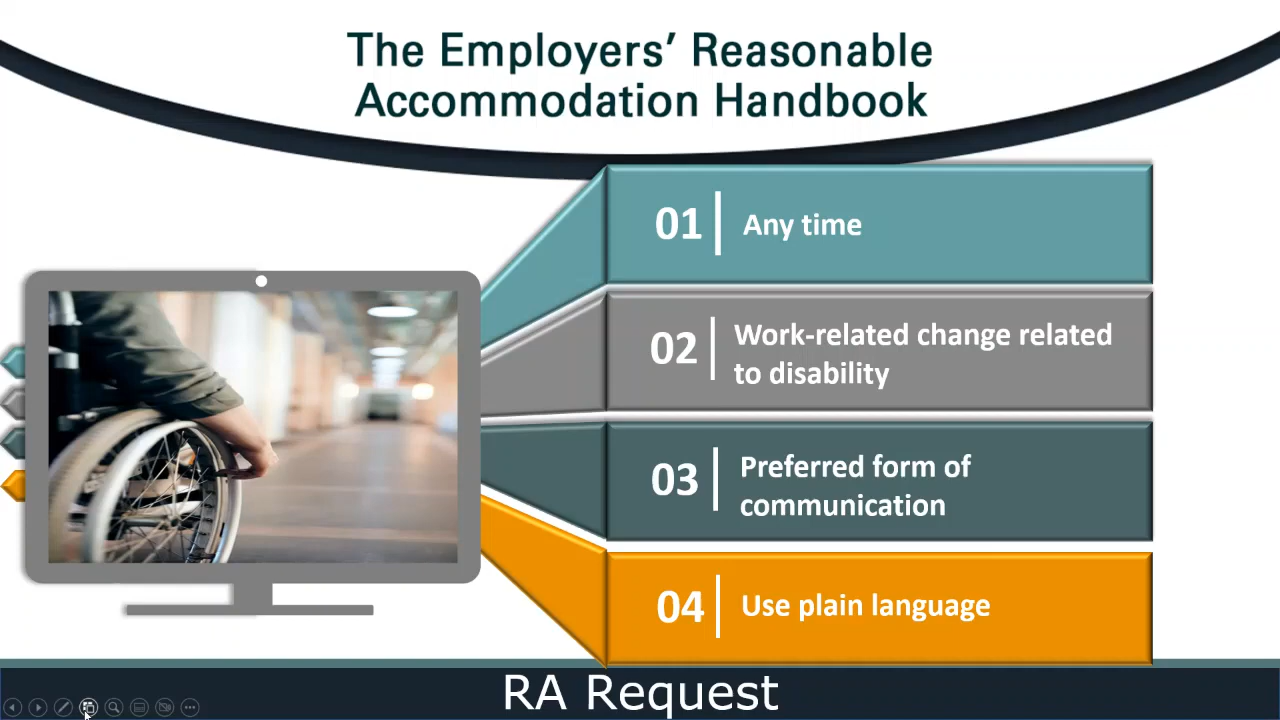 The Employers’ Reasonable
Accommodation Handbook
01 Any time
02 Work-related change related
to disability
03 Preferred form of
communication
04 Use plain language
RA Request